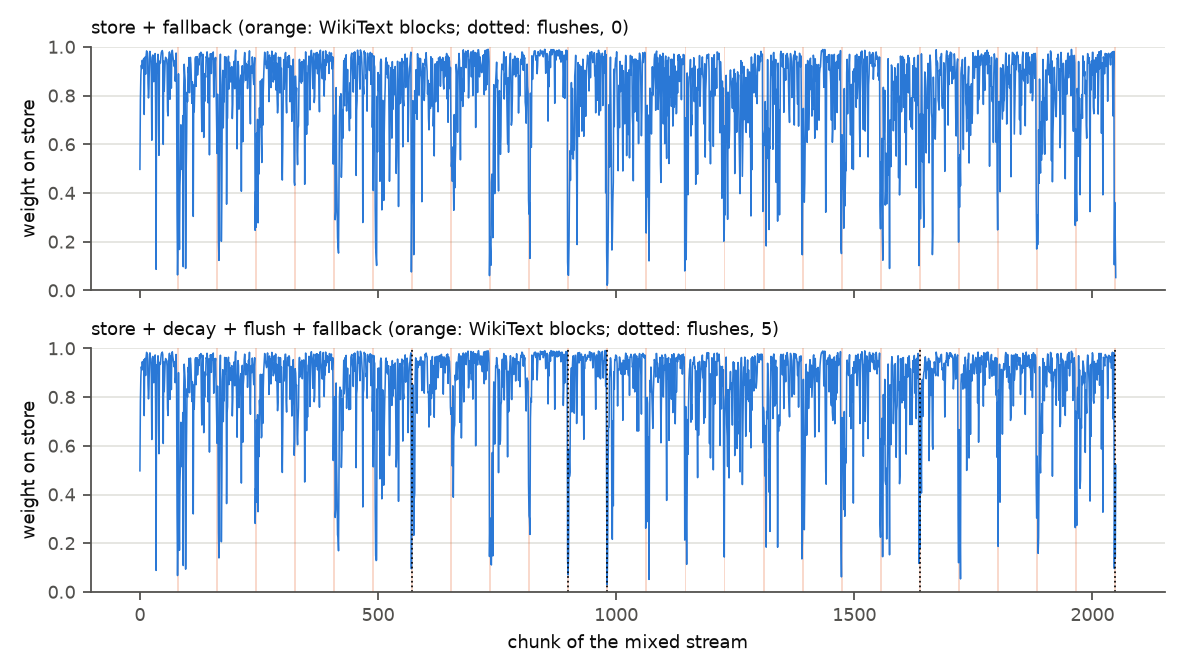 store + fallback (orange: WikiText blocks; dotted: flushes, 0)
1.0
0.8
0.6
0.4
0.2
0.0
weight on store
store + decay + flush + fallback (orange: WikiText blocks; dotted: flushes, 5)
1.0
0.8
0.6
0.4
0.2
0.0
weight on store
0 500 1000 1500 2000
chunk of the mixed stream